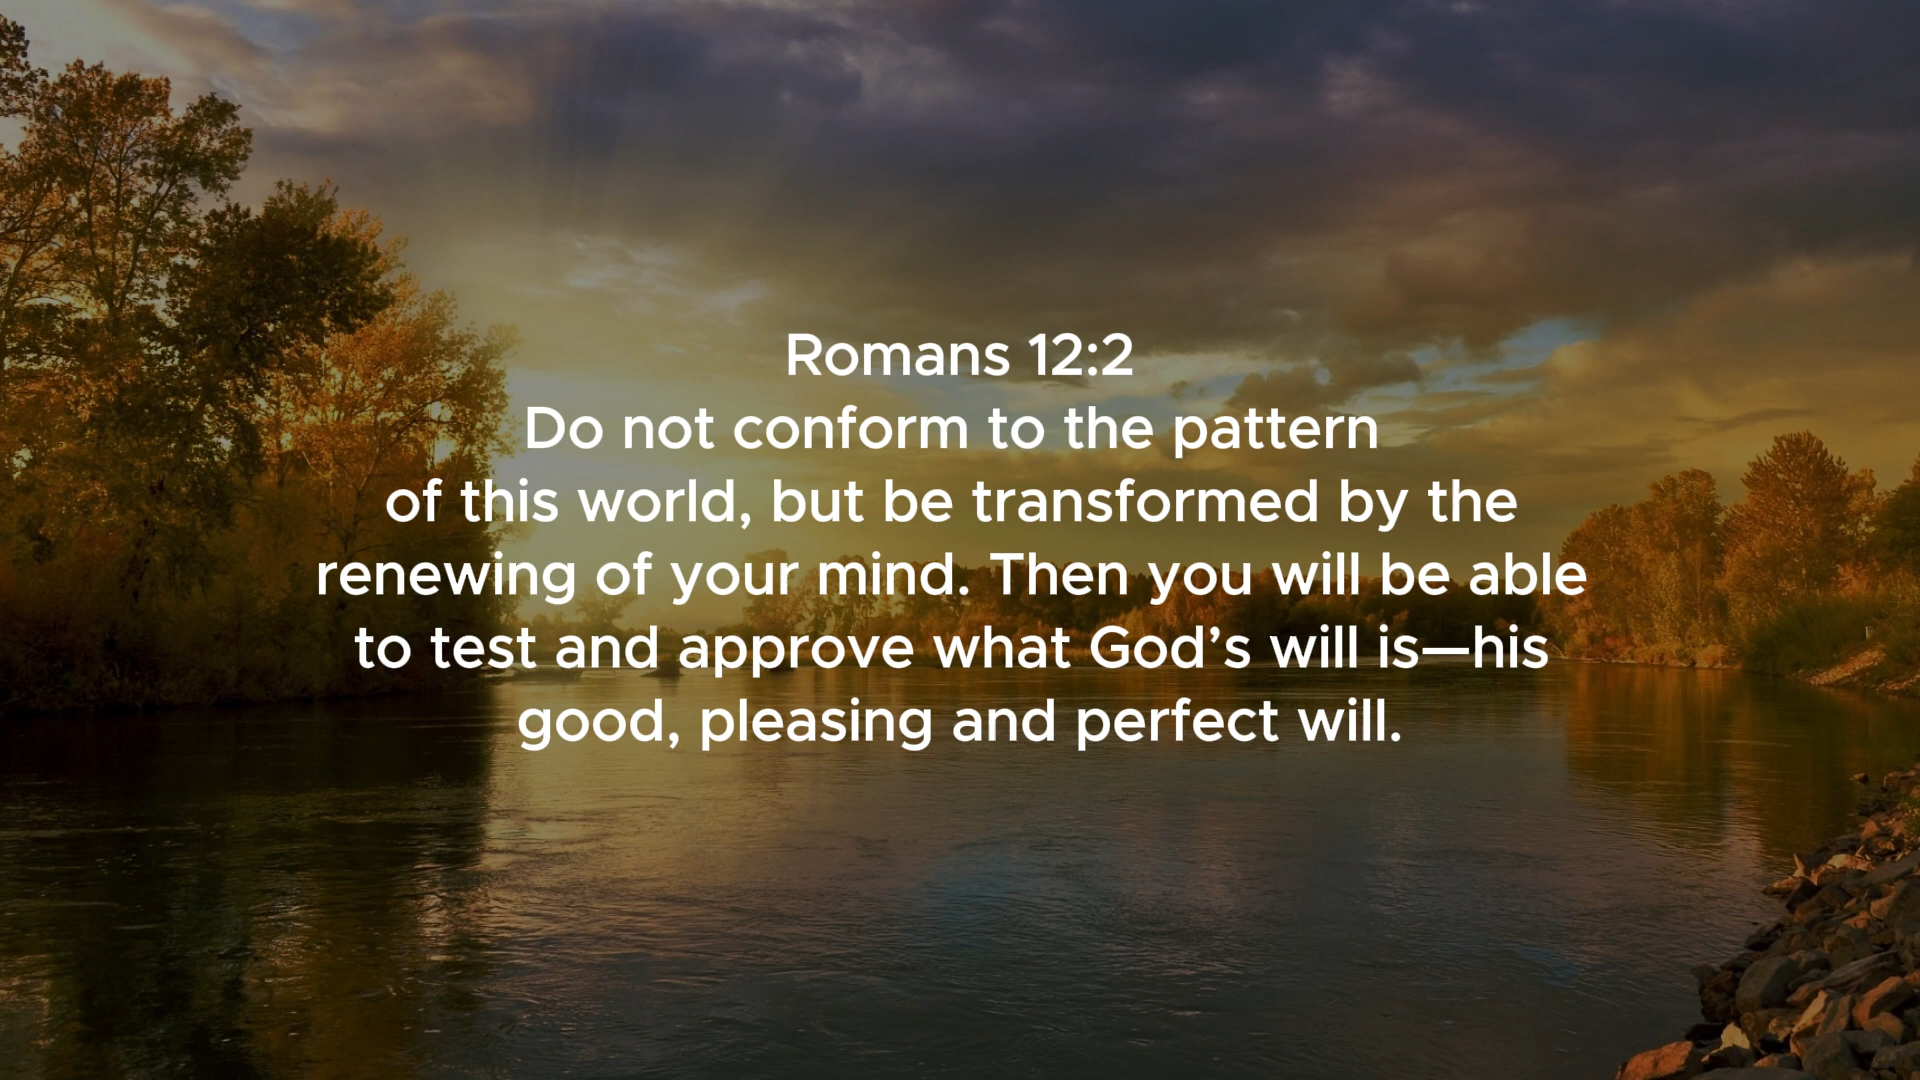 Romans 12:2
Do not conform to the pattern
of this world, but be transformed by the
renewing of your mind. Then you will be able
to test and approve what God’s will is—his
good, pleasing and perfect will.